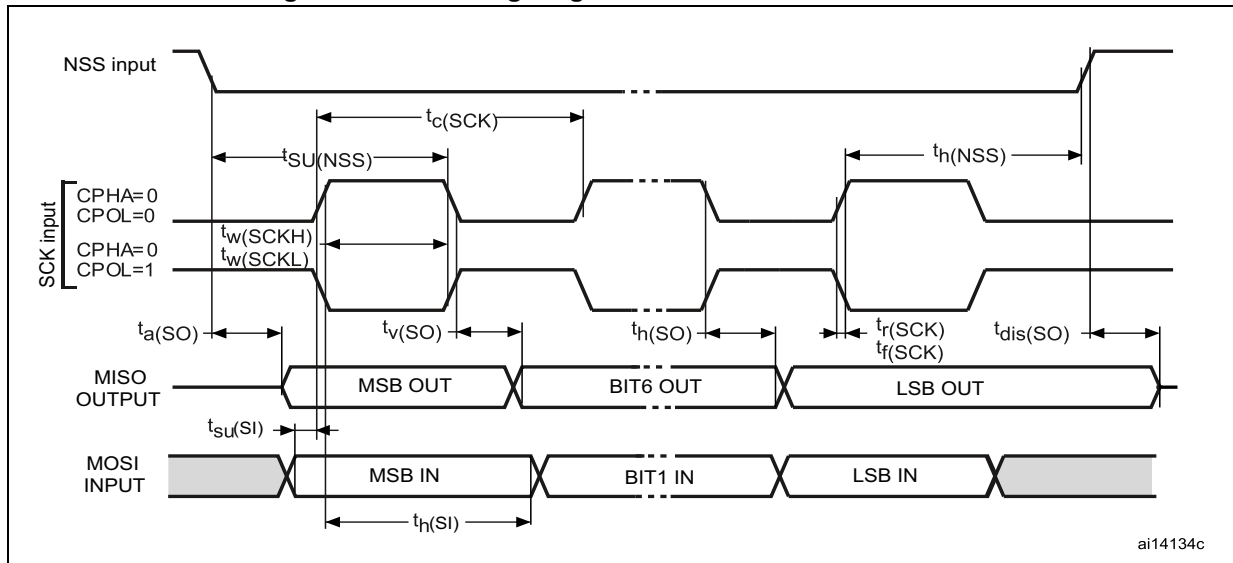 NSS input
tc(SCK)
tSU(NSS)
th(NSS)
SCK input
CPHA=0
CPOL=0
tw(SCKH)
CPHA=0
tw(SCKL)
CPOL=1
ta(SO)
tv(SO)
th(SO)
tr(SCK)
tf(SCK)
tdis(SO)
MISO
OUTPUT
MSB OUT
BIT6 OUT
LSB OUT
tsu(SI)
MOSI
INPUT
MSB IN
BIT1 IN
LSB IN
th(SI)
ai14134c